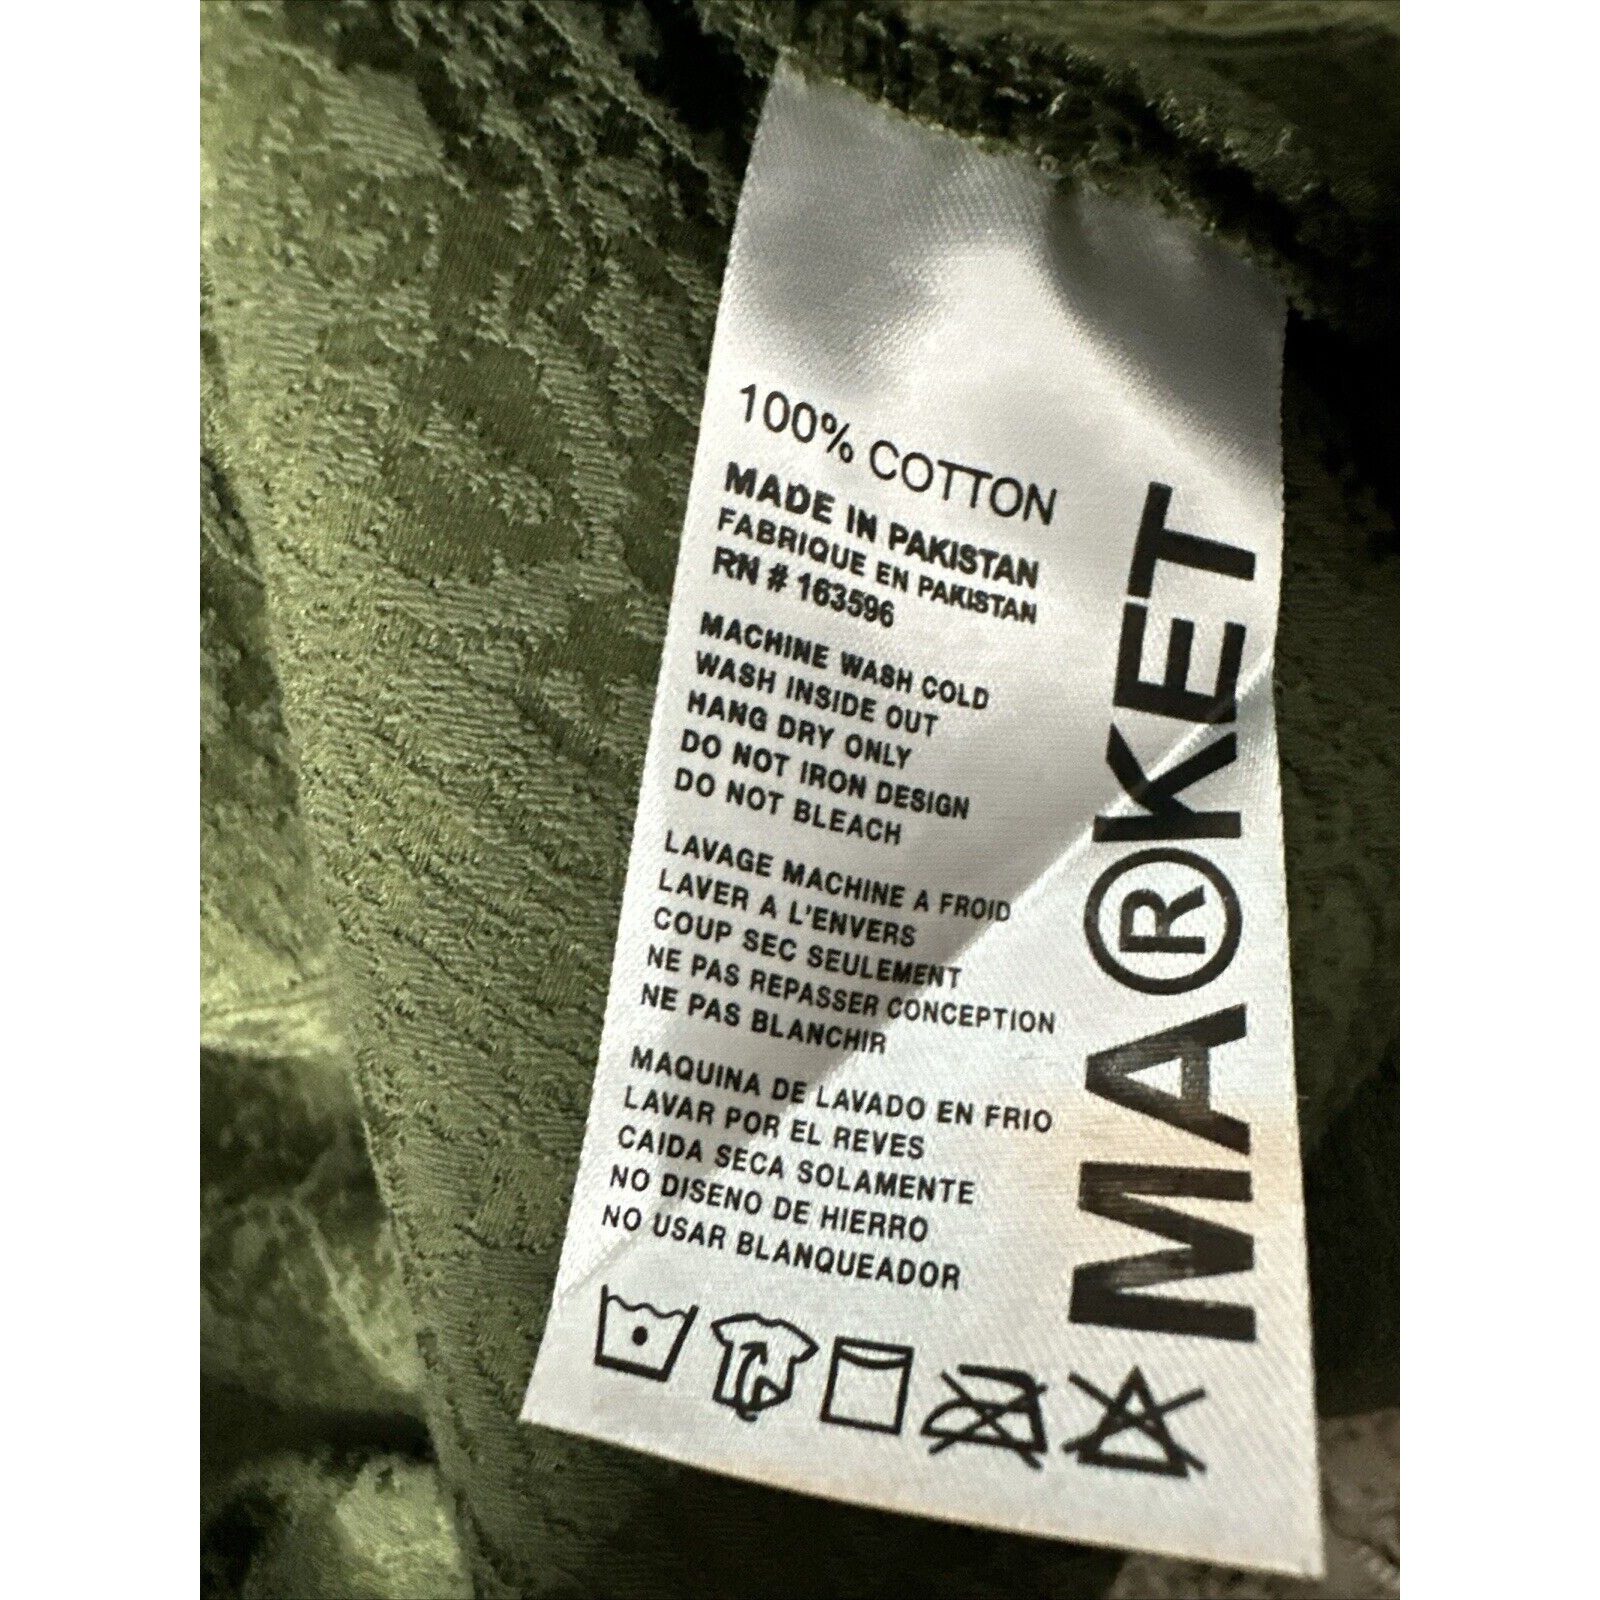 100% COTTON
MADE IN PAKISTAN
FABRIQUE EN PAKISTAN
RN # 163596
MACHINE WASH COLD
WASH INSIDE OUT
HANG DRY ONLY
DO NOT IRON DESIGN
DO NOT BLEACH
LAVAGE MACHINE A FROID
LAVER A L'ENVERS
COUP SEC SEULEMENT
NE PAS REPASSER CONCEPTION
NE PAS BLANCHIR
MAQUINA DE LAVADO EN FRIO
LAVAR POR EL REVES
CAIDA SECA SOLAMENTE
NO DISENO DE HIERRO
NO USAR BLANQUEADOR
MA®KET